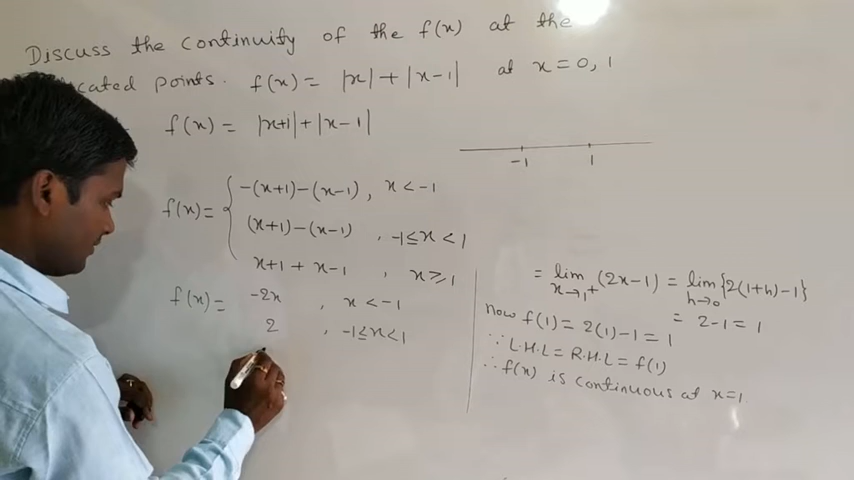 Discuss the continuity of the f(x) at the
cated points. f(x) = |x| + |x-1| at x = 0, 1
f(x) = |x+1| + |x-1|
-1 1
f(x) = { -(x+1) - (x-1), x < -1
(x+1) - (x-1) , -1 ≤ x < 1
x+1 + x-1 , x ≥ 1
f(x) = -2x , x < -1
2 , -1 ≤ x < 1
= lim x→1⁺ (2x-1) = lim h→0 {2(1+h)-1}
= 2-1 = 1
Now f(1) = 2(1)-1 = 1
∵ L.H.L = R.H.L = f(1)
∴ f(x) is continuous at x=1